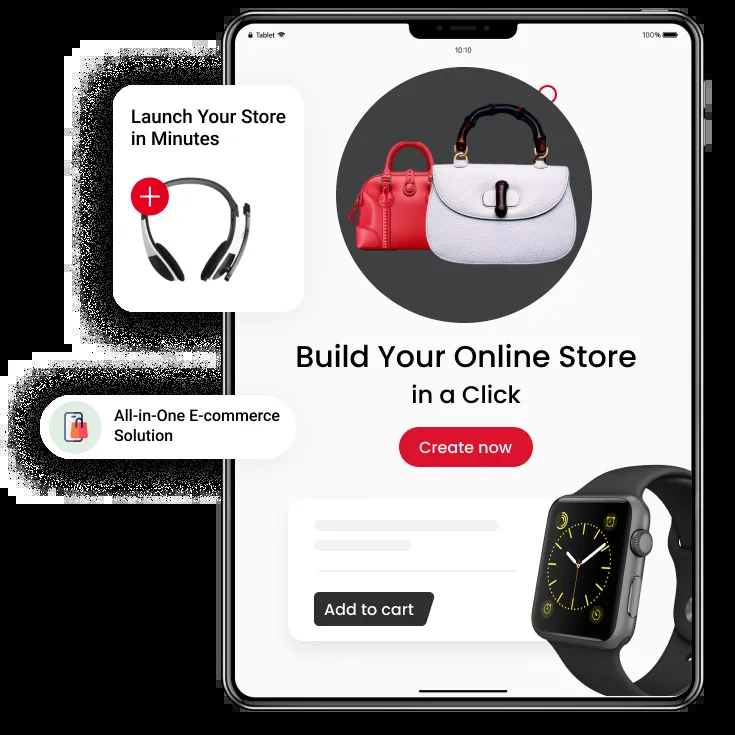 Tablet
100%
10:10
Launch Your Store
in Minutes
Build Your Online Store
in a Click
All-in-One E-commerce
Solution
Create now
Add to cart